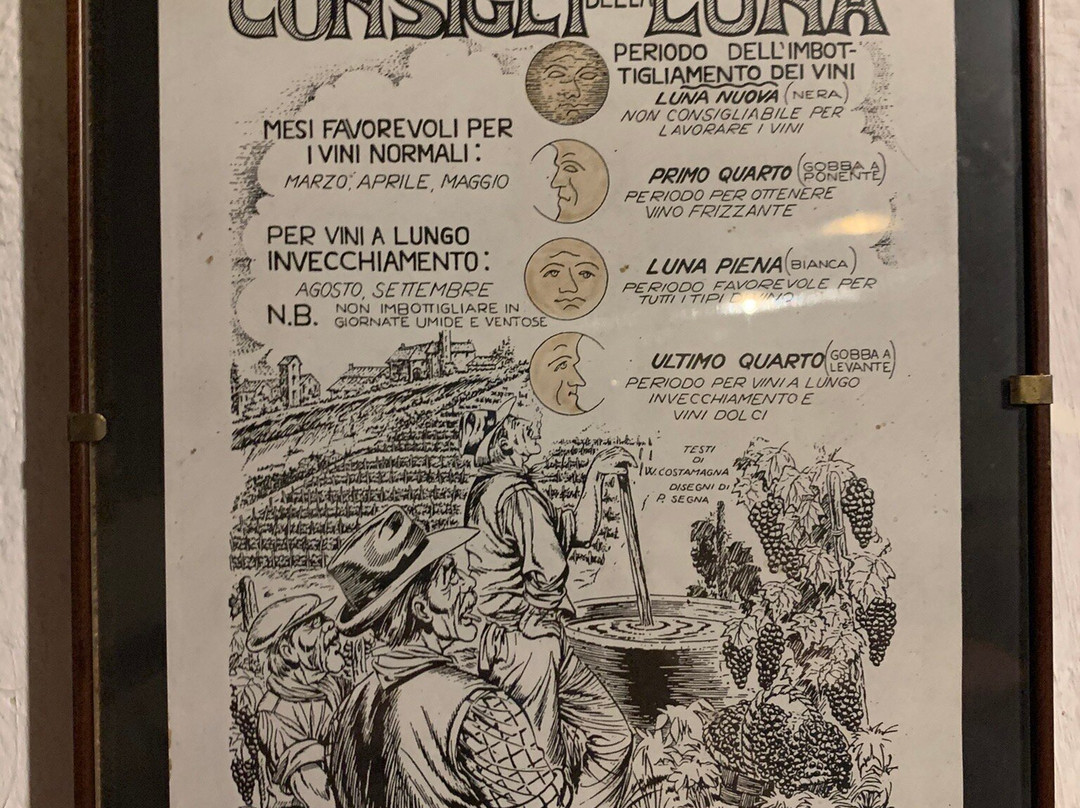 CONSIGLI DELLA LUNA
PERIODO DELL'IMBOT-
TIGLIAMENTO DEI VINI
LUNA NUOVA (NERA)
NON CONSIGLIABILE PER
LAVORARE I VINI
MESI FAVOREVOLI PER
I VINI NORMALI:
MARZO, APRILE, MAGGIO
PRIMO QUARTO (GOBBA A
PONENTE)
PERIODO PER OTTENERE
VINO FRIZZANTE
PER VINI A LUNGO
INVECCHIAMENTO:
AGOSTO, SETTEMBRE
N.B. NON IMBOTTIGLIARE IN
GIORNATE UMIDE E VENTOSE
LUNA PIENA (BIANCA)
PERIODO FAVOREVOLE PER
TUTTI I TIPI DI VINO
ULTIMO QUARTO (GOBBA A
LEVANTE)
PERIODO PER VINI A LUNGO
INVECCHIAMENTO E
VINI DOLCI
TESTI
DI
W. COSTAMAGNA
DISEGNI DI
P. SEGNA